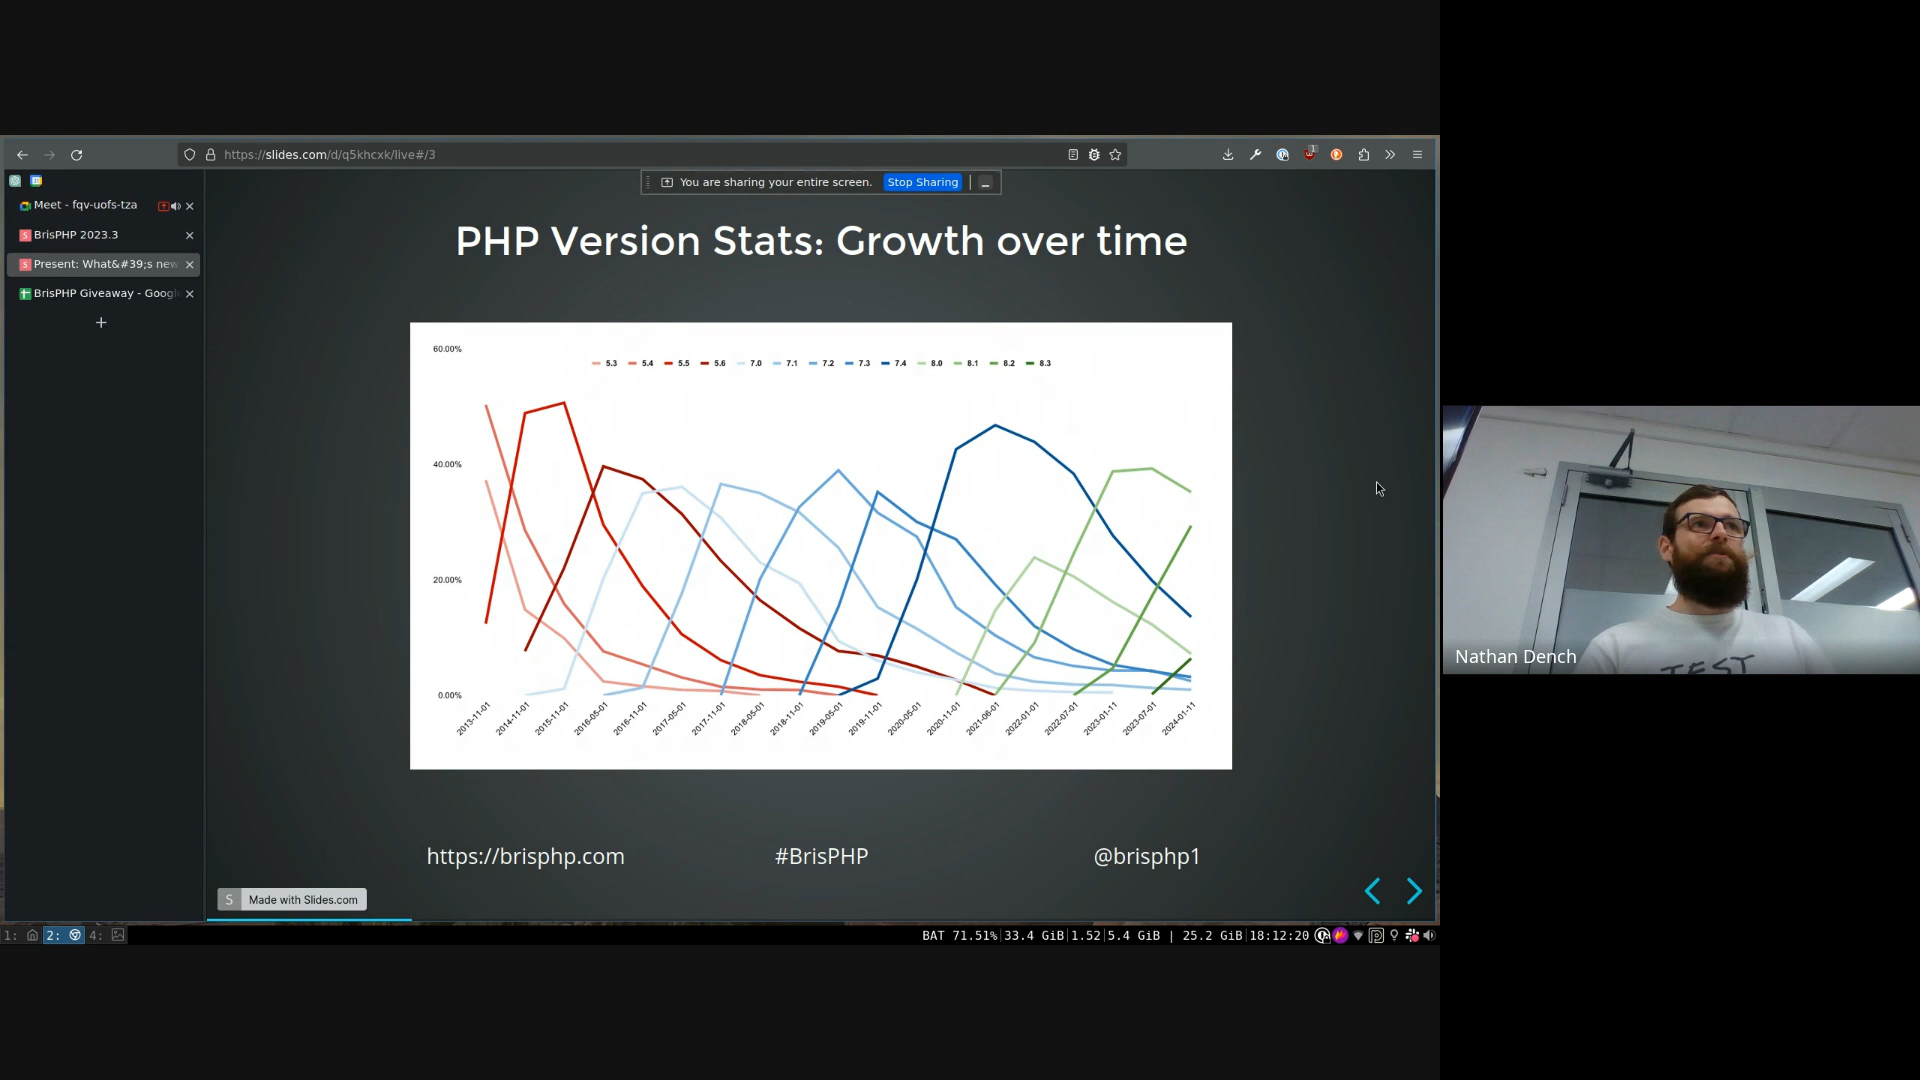 https://slides.com/d/q5khcxk/live#/3
1
You are sharing your entire screen.
Stop Sharing
Meet - fqv-uofs-tza
BrisPHP 2023.3
Present: What&#39;s new
BrisPHP Giveaway - Googl
PHP Version Stats: Growth over time
5.3 5.4 5.5 5.6 7.0 7.1 7.2 7.3 7.4 8.0 8.1 8.2 8.3
60.00%
40.00%
20.00%
0.00%
2013-11-01 2014-11-01 2015-11-01 2016-05-01 2016-11-01 2017-05-01 2017-11-01 2018-05-01 2018-11-01 2019-05-01 2019-11-01 2020-05-01 2020-11-01 2021-06-01 2022-01-01 2022-07-01 2023-01-11 2023-07-01 2024-01-11
https://brisphp.com #BrisPHP @brisphp1
S Made with Slides.com
1: 2: 4:
BAT 71.51%|33.4 GiB|1.52|5.4 GiB | 25.2 GiB|18:12:20
Nathan Dench
TEST